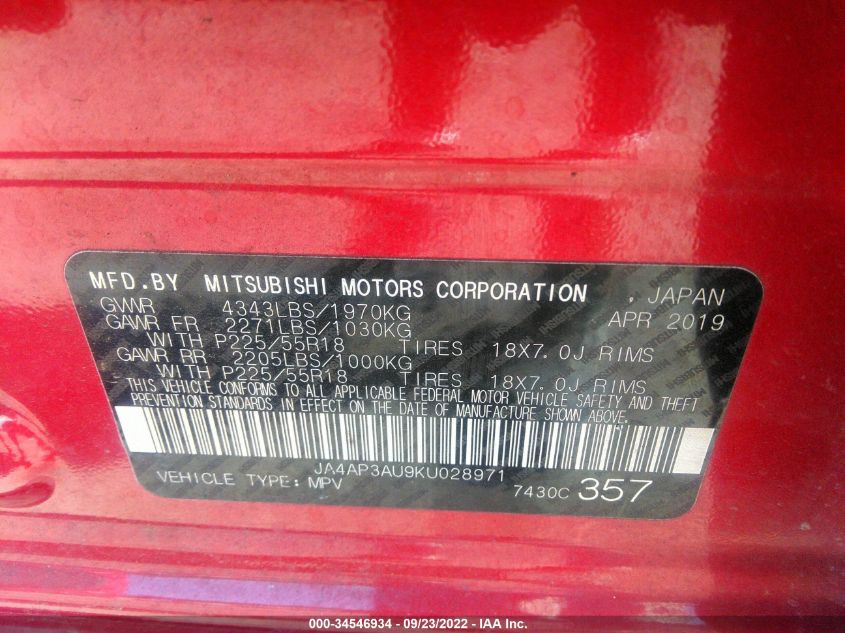 MFD.BY MITSUBISHI MOTORS CORPORATION , JAPAN
GVWR 4343LBS/1970KG APR 2019
GAWR FR 2271LBS/1030KG
WITH P225/55R18 TIRES 18X7.0J RIMS
GAWR RR 2205LBS/1000KG
WITH P225/55R18 TIRES 18X7.0J RIMS
THIS VEHICLE CONFORMS TO ALL APPLICABLE FEDERAL MOTOR VEHICLE SAFETY AND THEFT
PREVENTION STANDARDS IN EFFECT ON THE DATE OF MANUFACTURE SHOWN ABOVE.
JA4AP3AU9KU028971
VEHICLE TYPE: MPV 7430C 357
000-34546934 - 09/23/2022 - IAA Inc.